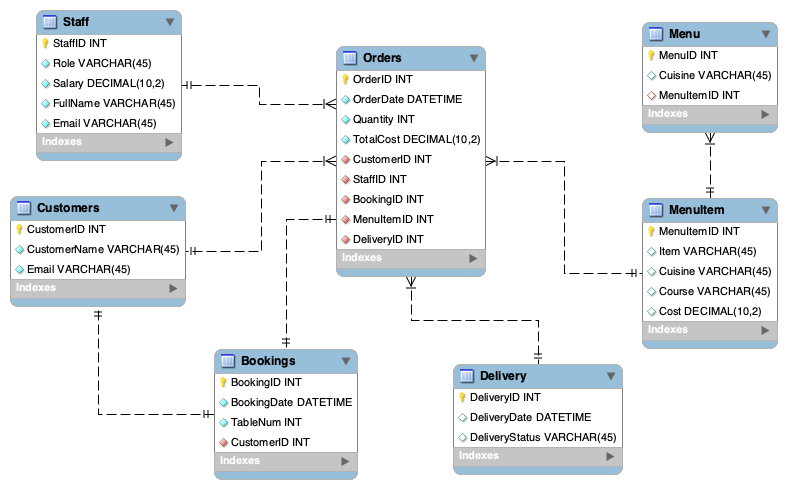 Staff
StaffID INT
Role VARCHAR(45)
Salary DECIMAL(10,2)
FullName VARCHAR(45)
Email VARCHAR(45)
Indexes
Orders
OrderID INT
OrderDate DATETIME
Quantity INT
TotalCost DECIMAL(10,2)
CustomerID INT
StaffID INT
BookingID INT
MenuItemID INT
DeliveryID INT
Indexes
Menu
MenuID INT
Cuisine VARCHAR(45)
MenuItemID INT
Indexes
Customers
CustomerID INT
CustomerName VARCHAR(45)
Email VARCHAR(45)
Indexes
MenuItem
MenuItemID INT
Item VARCHAR(45)
Cuisine VARCHAR(45)
Course VARCHAR(45)
Cost DECIMAL(10,2)
Indexes
Bookings
BookingID INT
BookingDate DATETIME
TableNum INT
CustomerID INT
Indexes
Delivery
DeliveryID INT
DeliveryDate DATETIME
DeliveryStatus VARCHAR(45)
Indexes